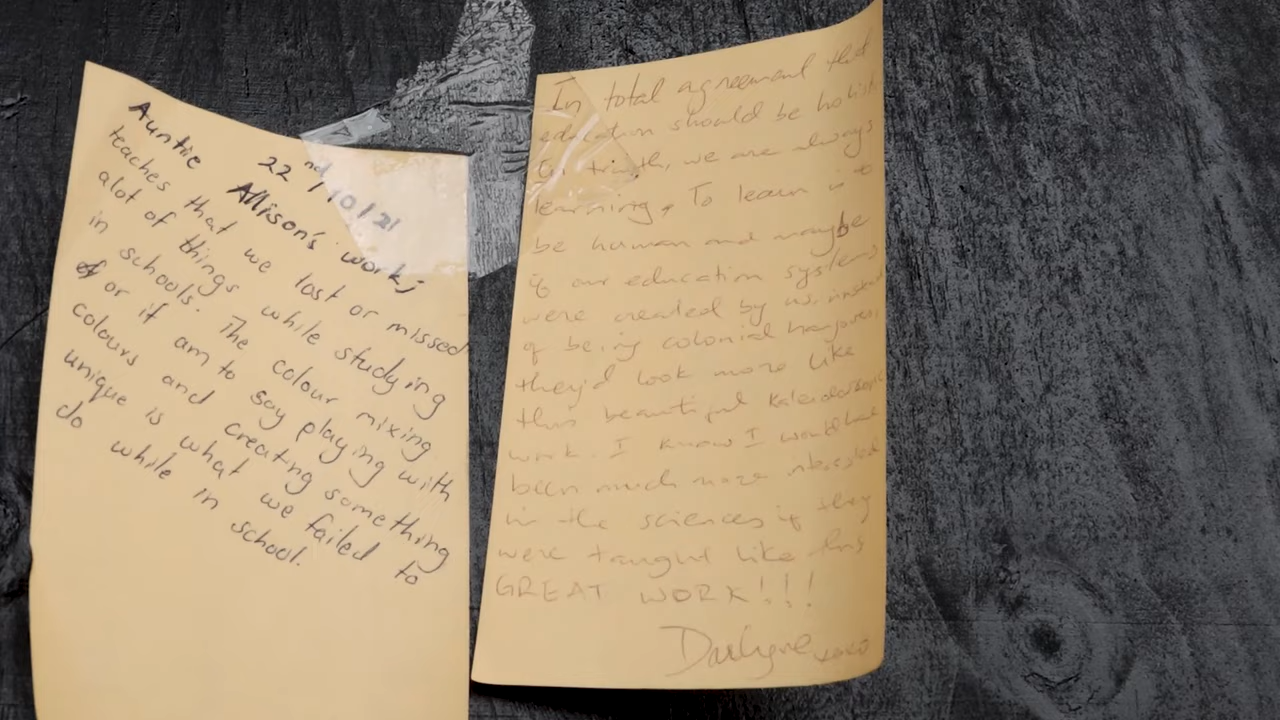 22nd/10/21
Auntie Allison's work;
teaches that we lost or missed
alot of things while studying
in schools. The colour mixing
or if am to say playing with
colours and creating something
unique is what we failed to
do while in school.
In total agreement that
education should be holistic
In truth, we are always
learning. To learn is to
be human and maybe
if our education systems
were created by us, instead
of being colonial hangovers,
they'd look more like
this beautiful kaleidoscopic
work. I know I would have
been much more interested
in the sciences if they
were taught like this
GREAT WORK!!!
Darlyne xoxo